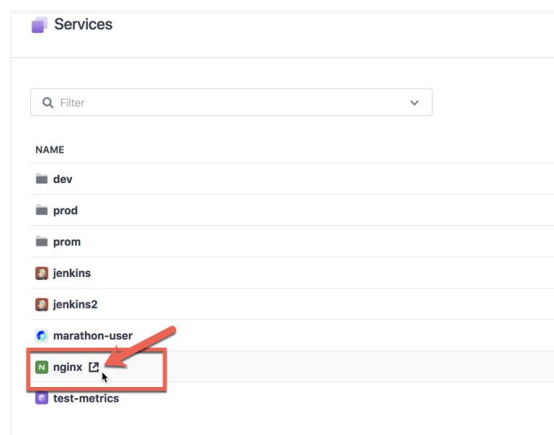 Services
Filter
NAME
dev
prod
prom
jenkins
jenkins2
marathon-user
N nginx
test-metrics